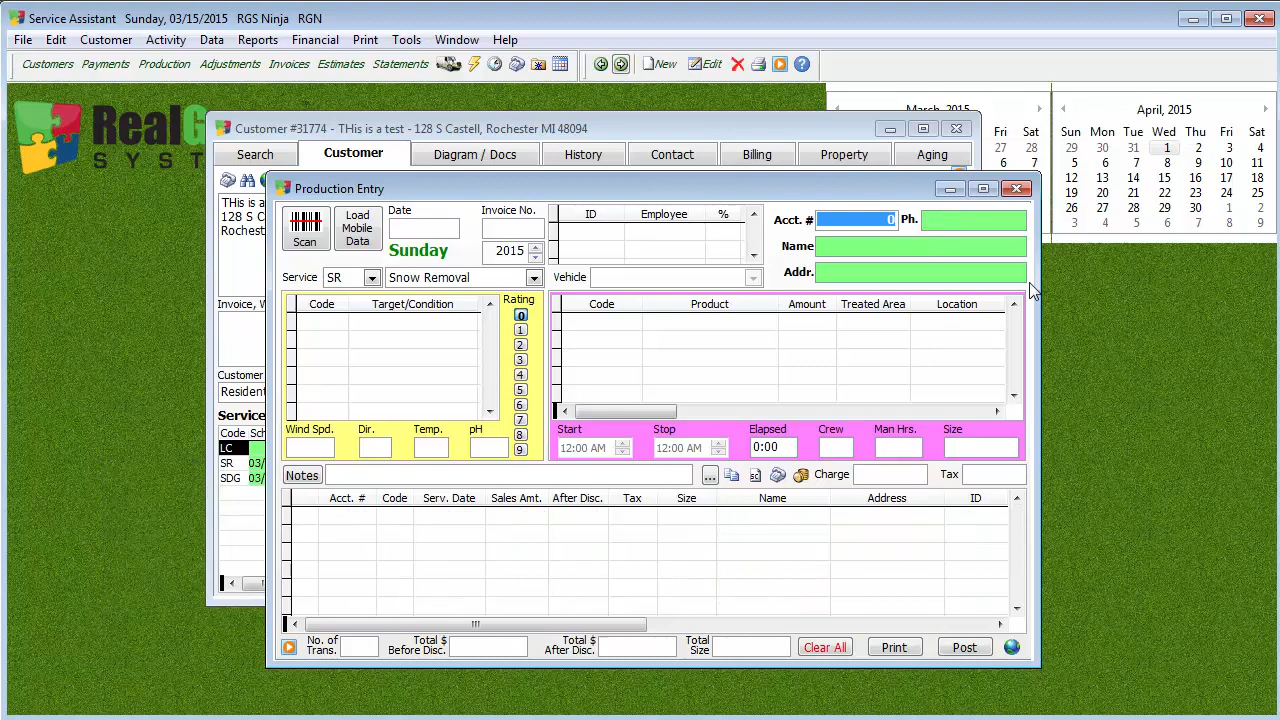 Service Assistant   Sunday, 03/15/2015   RGS Ninja   RGN
File   Edit   Customer   Activity   Data   Reports   Financial   Print   Tools   Window   Help
Customers   Payments   Production   Adjustments   Invoices   Estimates   Statements   New   Edit
RealG
SYST
March, 2015   April, 2015
Fri Sat   Sun Mon Tue Wed Thu Fri Sat
27 28   29 30 31 1 2 3 4
6 7   5 6 7 8 9 10 11
12 13 14 15 16 17 18
19 20 21 22 23 24 25
26 27 28 29 30 1 2
3 4 5 6 7 8 9
Customer #31774 - THis is a test - 128 S Castell, Rochester MI 48094
Search   Customer   Diagram / Docs   History   Contact   Billing   Property   Aging
THis is a
128 S
Roches
Invoice, W
Customer
Resident
Service
Code Sch
LC
SR 03/
SDG 03/
Production Entry
Scan   Load Mobile Data   Date   Invoice No.   ID   Employee   %   Acct. # 0   Ph.
Sunday   2015   Name
Addr.
Service SR   Snow Removal   Vehicle
Code   Target/Condition   Rating   Code   Product   Amount   Treated Area   Location
0
1
2
3
4
5
6
7
8
9
Wind Spd.   Dir.   Temp.   pH   Start   Stop   Elapsed   Crew   Man Hrs.   Size
12:00 AM   12:00 AM   0:00
Notes   ...   Charge   Tax
Acct. #   Code   Serv. Date   Sales Amt.   After Disc.   Tax   Size   Name   Address   ID
No. of Trans.   Total $ Before Disc.   Total $ After Disc.   Total Size   Clear All   Print   Post